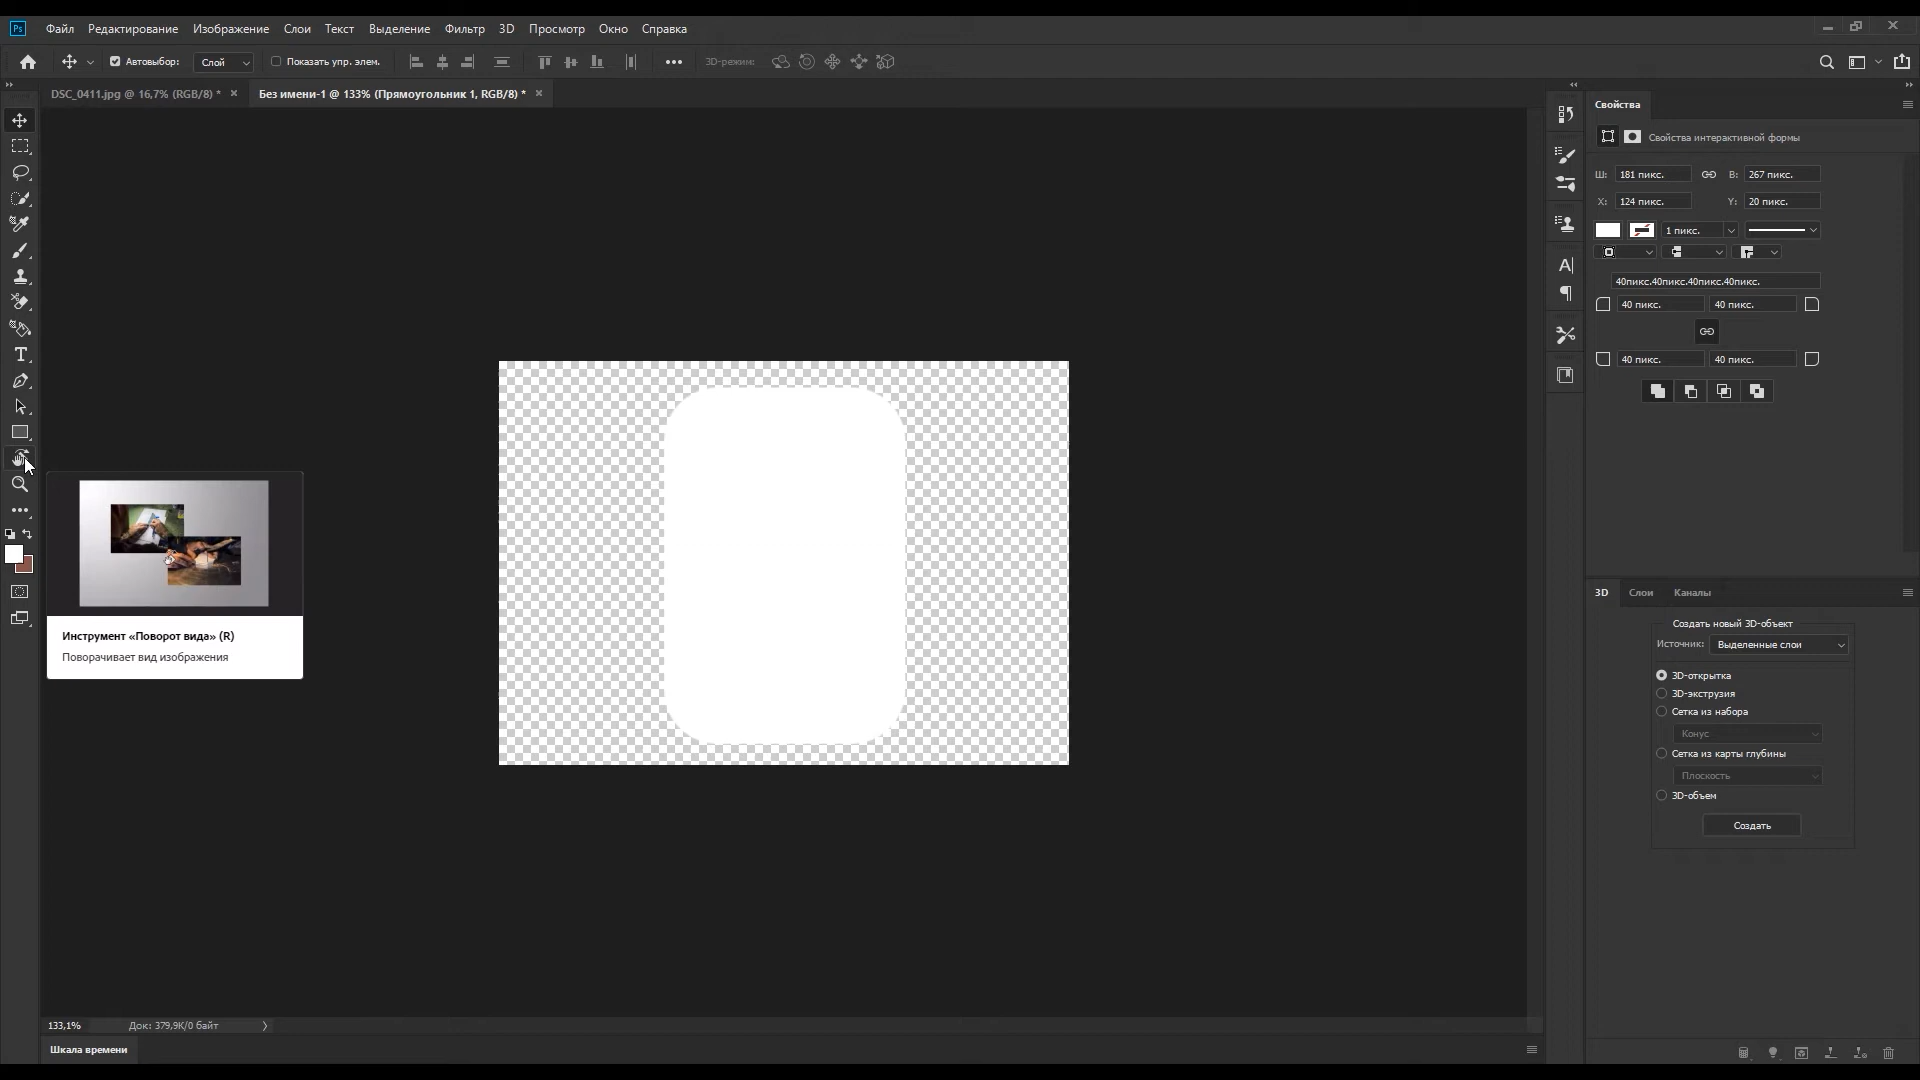 Ps Файл Редактирование Изображение Слои Текст Выделение Фильтр 3D Просмотр Окно Справка
Автовыбор: Слой Показать упр. элем. 3D-режим:
DSC_0411.jpg @ 16,7% (RGB/8) * Без имени-1 @ 133% (Прямоугольник 1, RGB/8) *
Свойства
Свойства интерактивной формы
Ш: 181 пикс. В: 267 пикс.
X: 124 пикс. Y: 20 пикс.
1 пикс.
40пикс.40пикс.40пикс.40пикс.
40 пикс. 40 пикс.
40 пикс. 40 пикс.
Инструмент «Поворот вида» (R)
Поворачивает вид изображения
3D Слои Каналы
Создать новый 3D-объект
Источник: Выделенные слои
3D-открытка
3D-экструзия
Сетка из набора
Конус
Сетка из карты глубины
Плоскость
3D-объем
Создать
133,1% Док: 379,9K/0 байт
Шкала времени